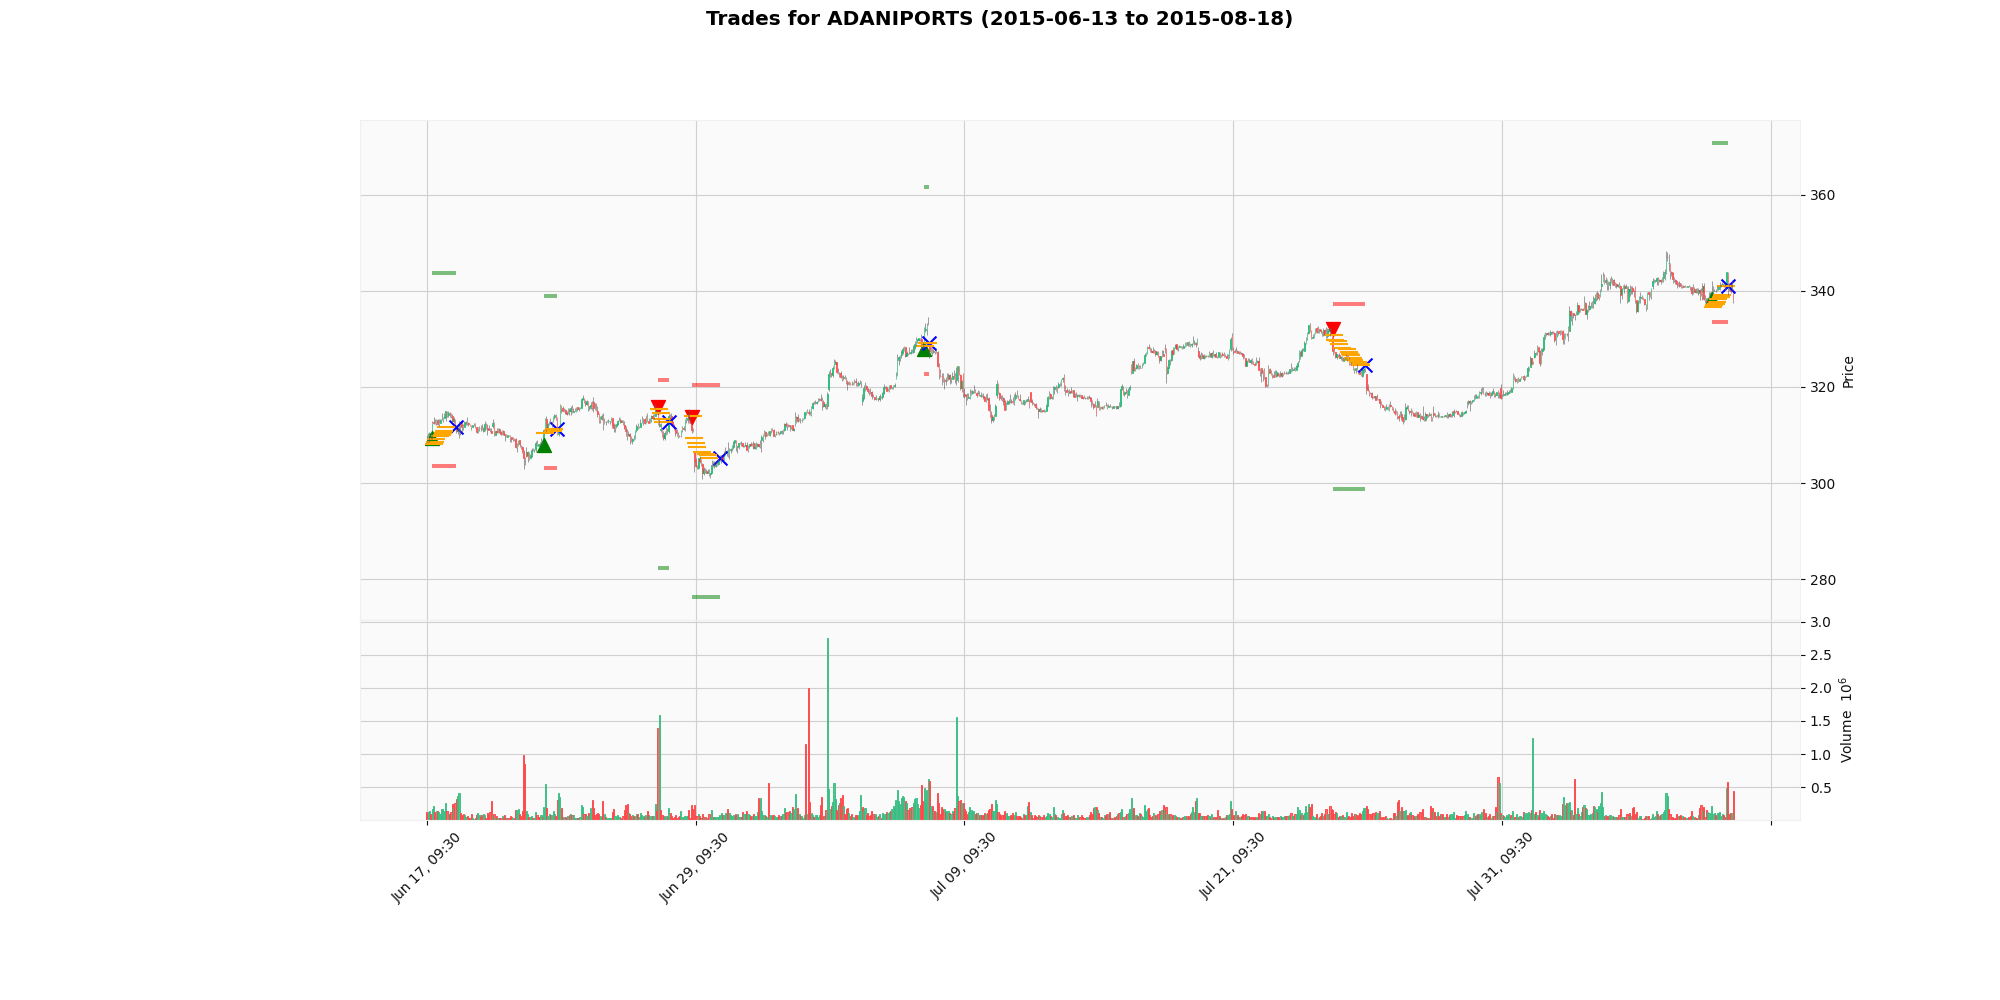 Trades for ADANIPORTS (2015-06-13 to 2015-08-18)
360
340
320
300
280
Price
3.0
2.5
2.0
1.5
1.0
0.5
Volume 10⁶
Jun 17, 09:30
Jun 29, 09:30
Jul 09, 09:30
Jul 21, 09:30
Jul 31, 09:30